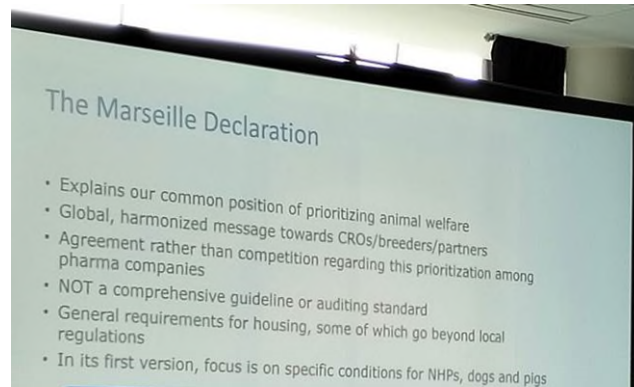 The Marseille Declaration
• Explains our common position of prioritizing animal welfare
• Global, harmonized message towards CROs/breeders/partners
• Agreement rather than competition regarding this prioritization among
pharma companies
• NOT a comprehensive guideline or auditing standard
• General requirements for housing, some of which go beyond local
regulations
• In its first version, focus is on specific conditions for NHPs, dogs and pigs